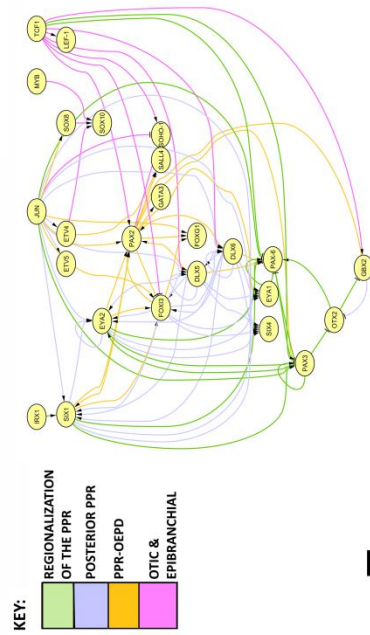 KEY:
REGIONALIZATION
OF THE PPR
POSTERIOR PPR
PPR-OEPD
OTIC &
EPIBRANCHIAL
TCF1
LEF-1
MYB
SOX8
SOX10
JUN
SOHO-
SALL4
ETV4
GATA3
ETV5
PAX2
FOXG1
DLX6
EYA2
DLX5
PAX-6
FOXI3
EYA1
GBX2
IRX1
SIX1
SIX4
OTX2
PAX3